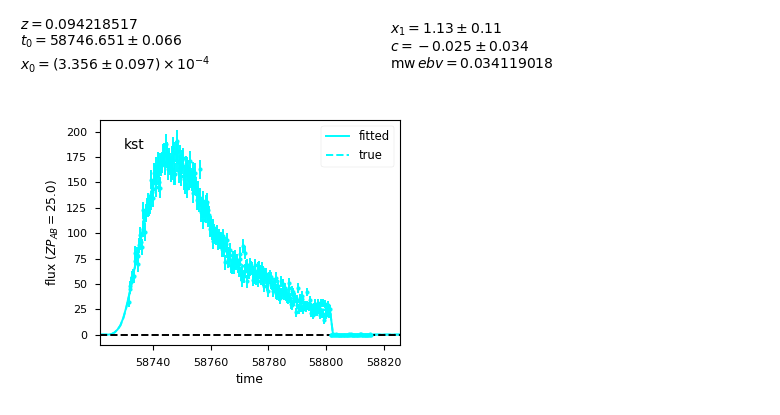 z = 0.094218517
t₀ = 58746.651 ± 0.066
x₀ = (3.356 ± 0.097) × 10⁻⁴
x₁ = 1.13 ± 0.11
c = −0.025 ± 0.034
mw ebv = 0.034119018
kst
fitted
true
200
175
150
125
100
75
50
25
0
flux (ZP_AB = 25.0)
58740 58760 58780 58800 58820
time